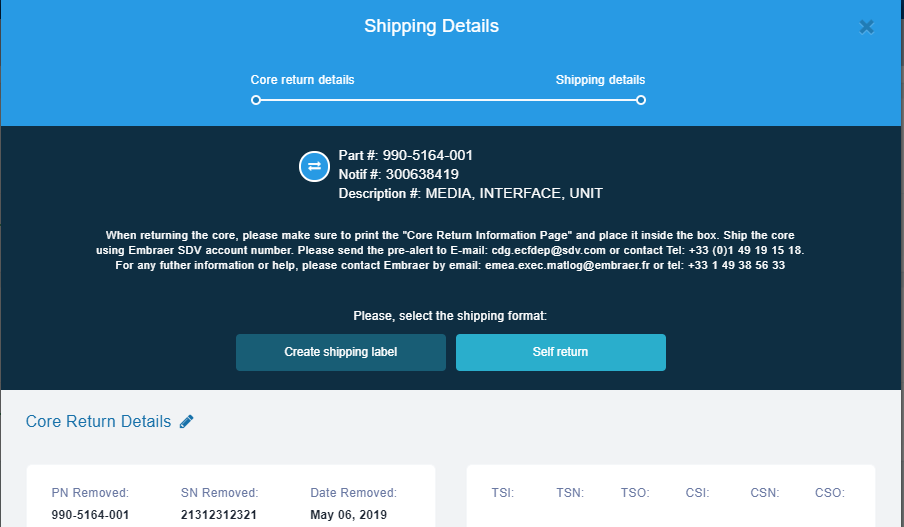 Shipping Details
Core return details
Shipping details
Part #: 990-5164-001
Notif #: 300638419
Description #: MEDIA, INTERFACE, UNIT
When returning the core, please make sure to print the "Core Return Information Page" and place it inside the box. Ship the core
using Embraer SDV account number. Please send the pre-alert to E-mail: cdg.ecfdep@sdv.com or contact Tel: +33 (0)1 49 19 15 18.
For any futher information or help, please contact Embraer by email: emea.exec.matlog@embraer.fr or tel: +33 1 49 38 56 33
Please, select the shipping format:
Create shipping label
Self return
Core Return Details
PN Removed: SN Removed: Date Removed:
990-5164-001 21312312321 May 06, 2019
TSI: TSN: TSO: CSI: CSN: CSO: